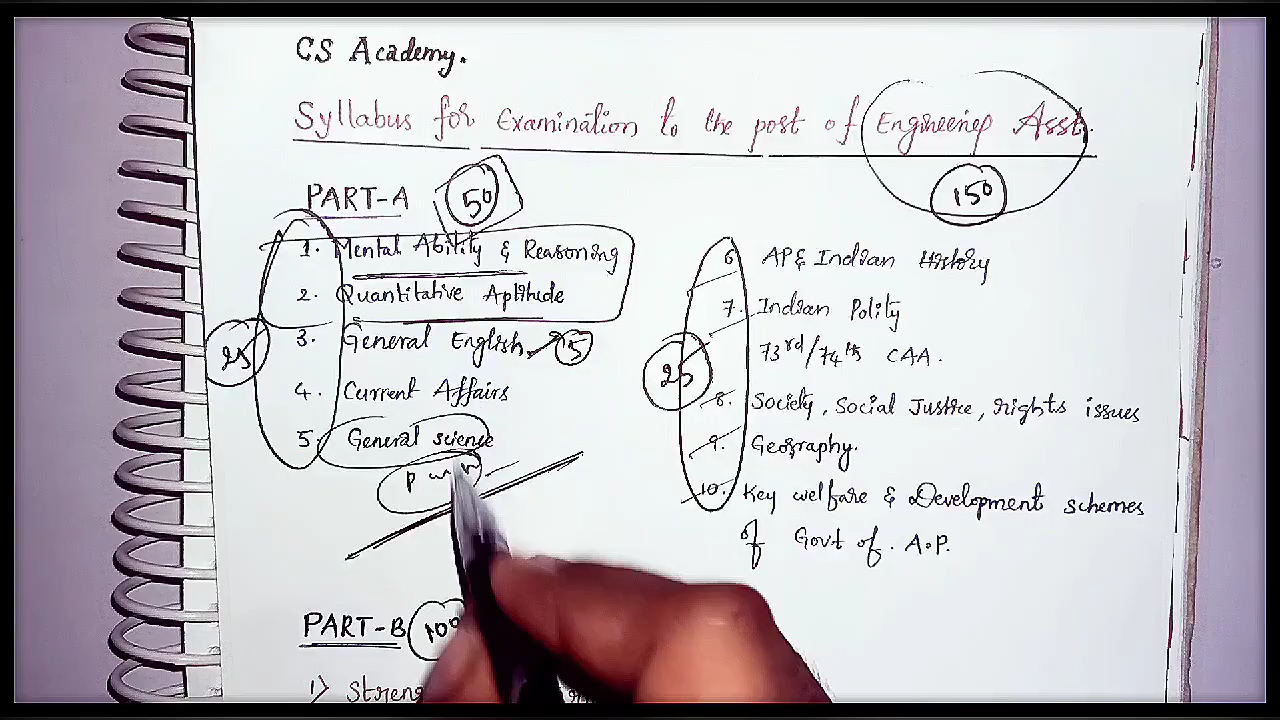 CS Academy.
Syllabus for Examination to the post of Engineering Asst.
150
PART-A 50
1. Mental Ability & Reasoning
2. Quantitative Aptitude
3. General English 5
4. Current Affairs
5. General science
25
6 AP & Indian History
7. Indian Polity
73rd/74th CAA.
8. Society, Social Justice, rights issues
9. Geography.
10. Key welfare & Development schemes
of Govt of. A.P.
25
PART-B 100
1)